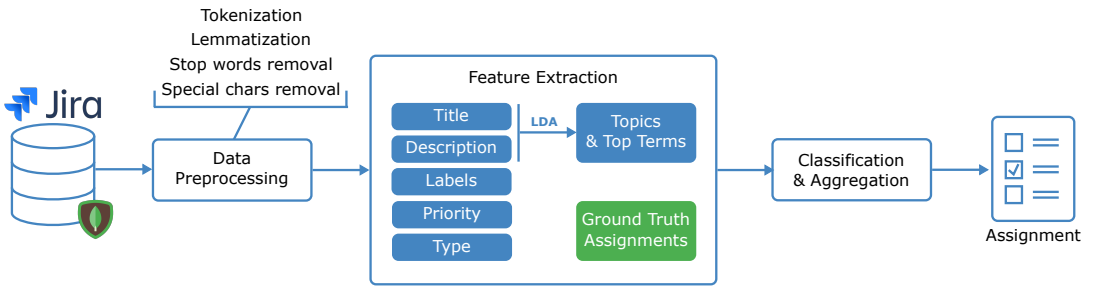 Tokenization
Lemmatization
Stop words removal
Special chars removal
Jira
Data
Preprocessing
Feature Extraction
Title
Description
Labels
Priority
Type
LDA
Topics
& Top Terms
Ground Truth
Assignments
Classification
& Aggregation
Assignment